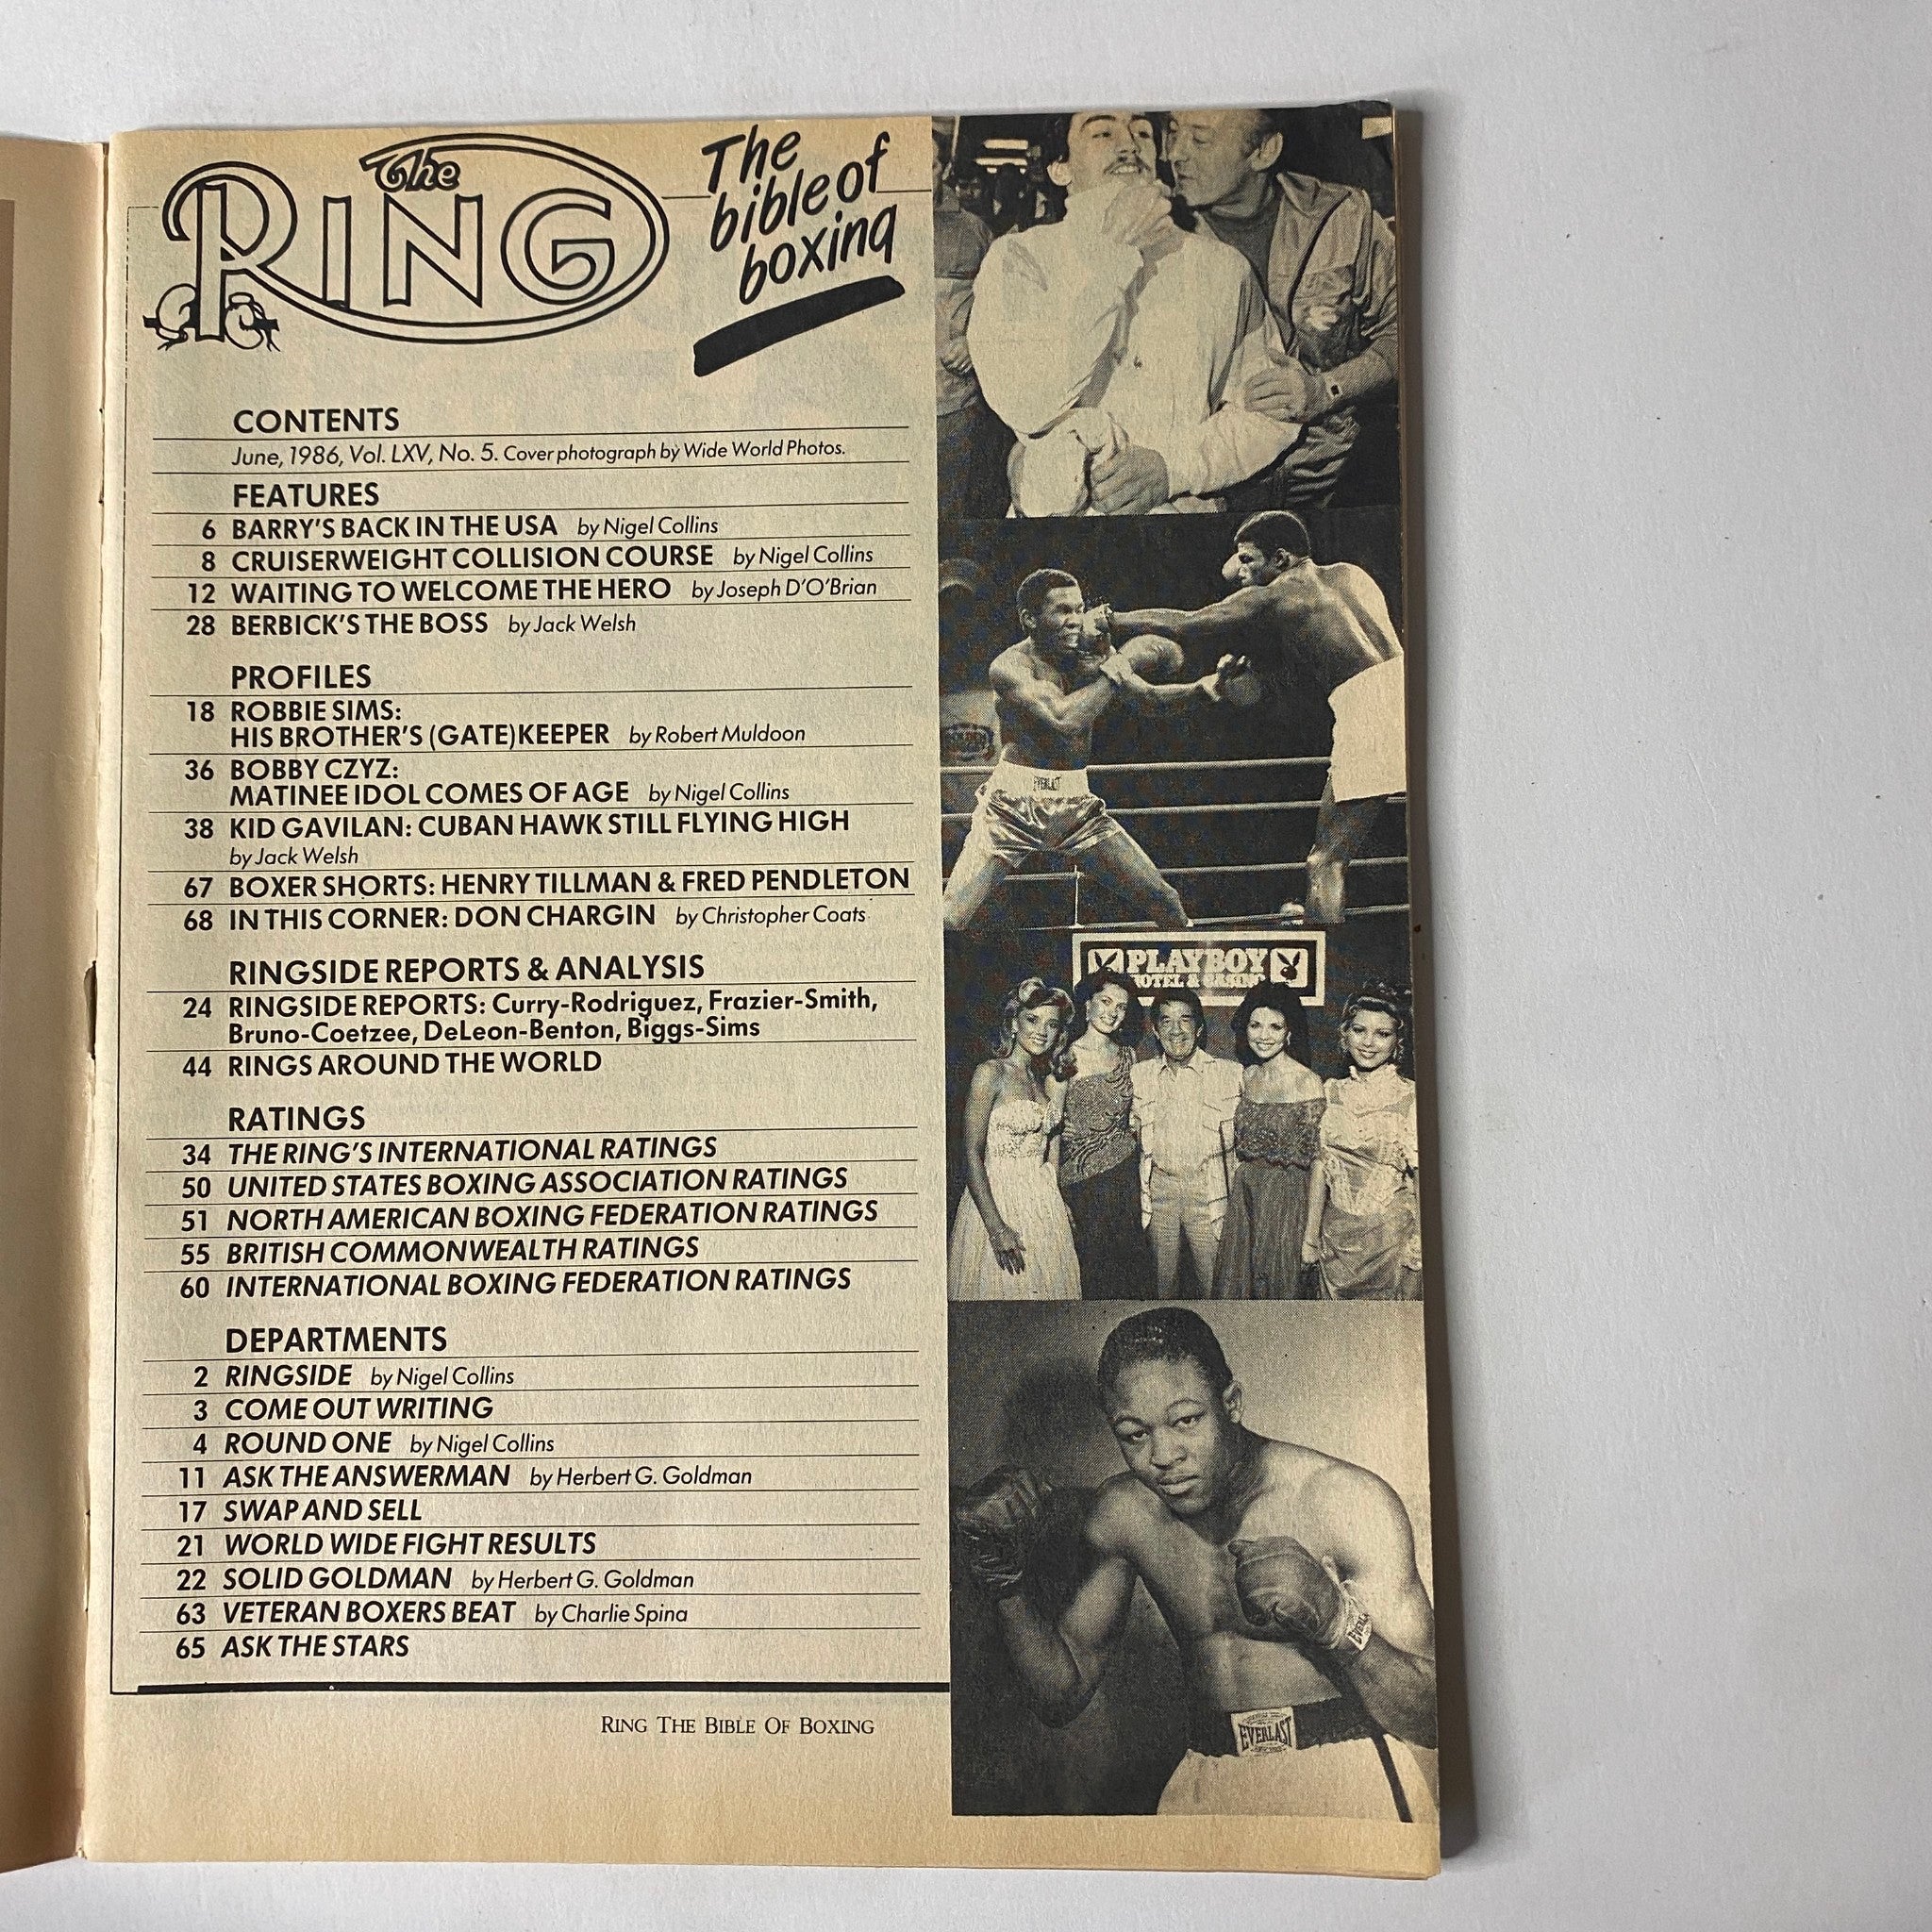 The
RING
The
bible of
boxing
CONTENTS
June, 1986, Vol. LXV, No. 5. Cover photograph by Wide World Photos.
FEATURES
6 BARRY'S BACK IN THE USA by Nigel Collins
8 CRUISERWEIGHT COLLISION COURSE by Nigel Collins
12 WAITING TO WELCOME THE HERO by Joseph D'O'Brian
28 BERBICK'S THE BOSS by Jack Welsh
PROFILES
18 ROBBIE SIMS:
HIS BROTHER'S (GATE)KEEPER by Robert Muldoon
36 BOBBY CZYZ:
MATINEE IDOL COMES OF AGE by Nigel Collins
38 KID GAVILAN: CUBAN HAWK STILL FLYING HIGH
by Jack Welsh
67 BOXER SHORTS: HENRY TILLMAN & FRED PENDLETON
68 IN THIS CORNER: DON CHARGIN by Christopher Coats
RINGSIDE REPORTS & ANALYSIS
24 RINGSIDE REPORTS: Curry-Rodriguez, Frazier-Smith,
Bruno-Coetzee, DeLeon-Benton, Biggs-Sims
44 RINGS AROUND THE WORLD
RATINGS
34 THE RING'S INTERNATIONAL RATINGS
50 UNITED STATES BOXING ASSOCIATION RATINGS
51 NORTH AMERICAN BOXING FEDERATION RATINGS
55 BRITISH COMMONWEALTH RATINGS
60 INTERNATIONAL BOXING FEDERATION RATINGS
DEPARTMENTS
2 RINGSIDE by Nigel Collins
3 COME OUT WRITING
4 ROUND ONE by Nigel Collins
11 ASK THE ANSWERMAN by Herbert G. Goldman
17 SWAP AND SELL
21 WORLD WIDE FIGHT RESULTS
22 SOLID GOLDMAN by Herbert G. Goldman
63 VETERAN BOXERS BEAT by Charlie Spina
65 ASK THE STARS
RING THE BIBLE OF BOXING
EVERLAST
PLAYBOY
HOTEL & CASINO
EVERLAST